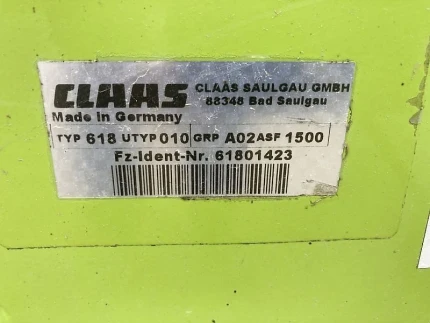 CLAAS CLAAS SAULGAU GMBH
88348 Bad Saulgau
Made in Germany
TYP 618 UTYP 010 GRP A02 ASF 1500
Fz-Ident-Nr. 61801423